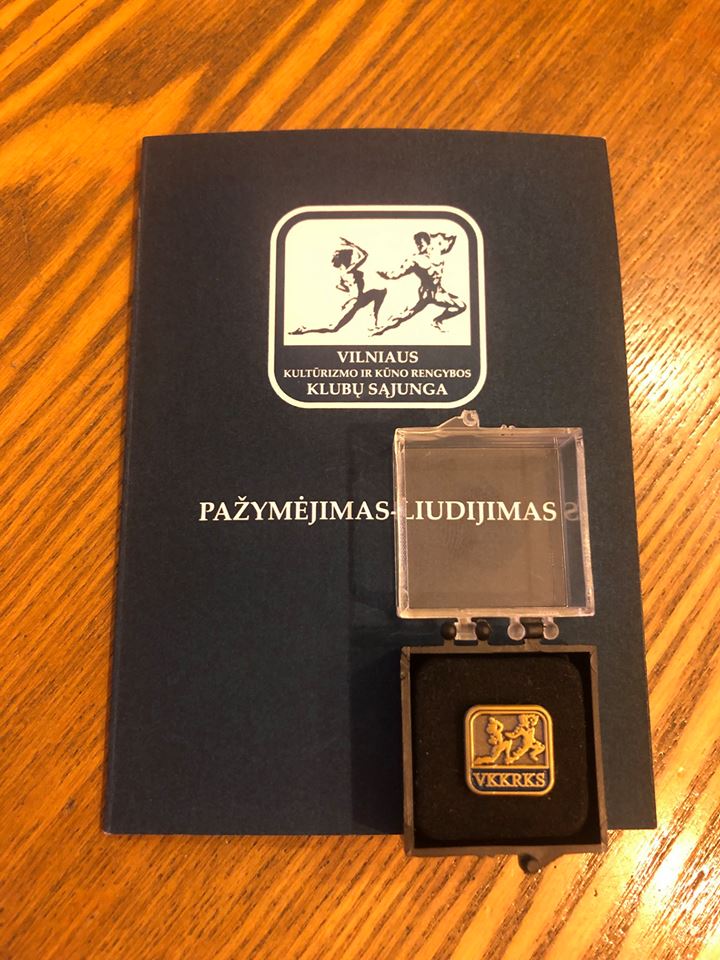 VILNIAUS
KULTŪRIZMO IR KŪNO RENGYBOS
KLUBŲ SĄJUNGA
PAŽYMĖJIMAS-LIUDIJIMAS
VKKRKS